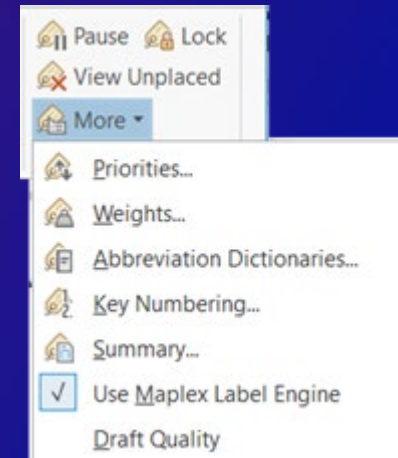 Pause Lock
View Unplaced
More
Priorities...
Weights...
Abbreviation Dictionaries...
Key Numbering...
Summary...
Use Maplex Label Engine
Draft Quality